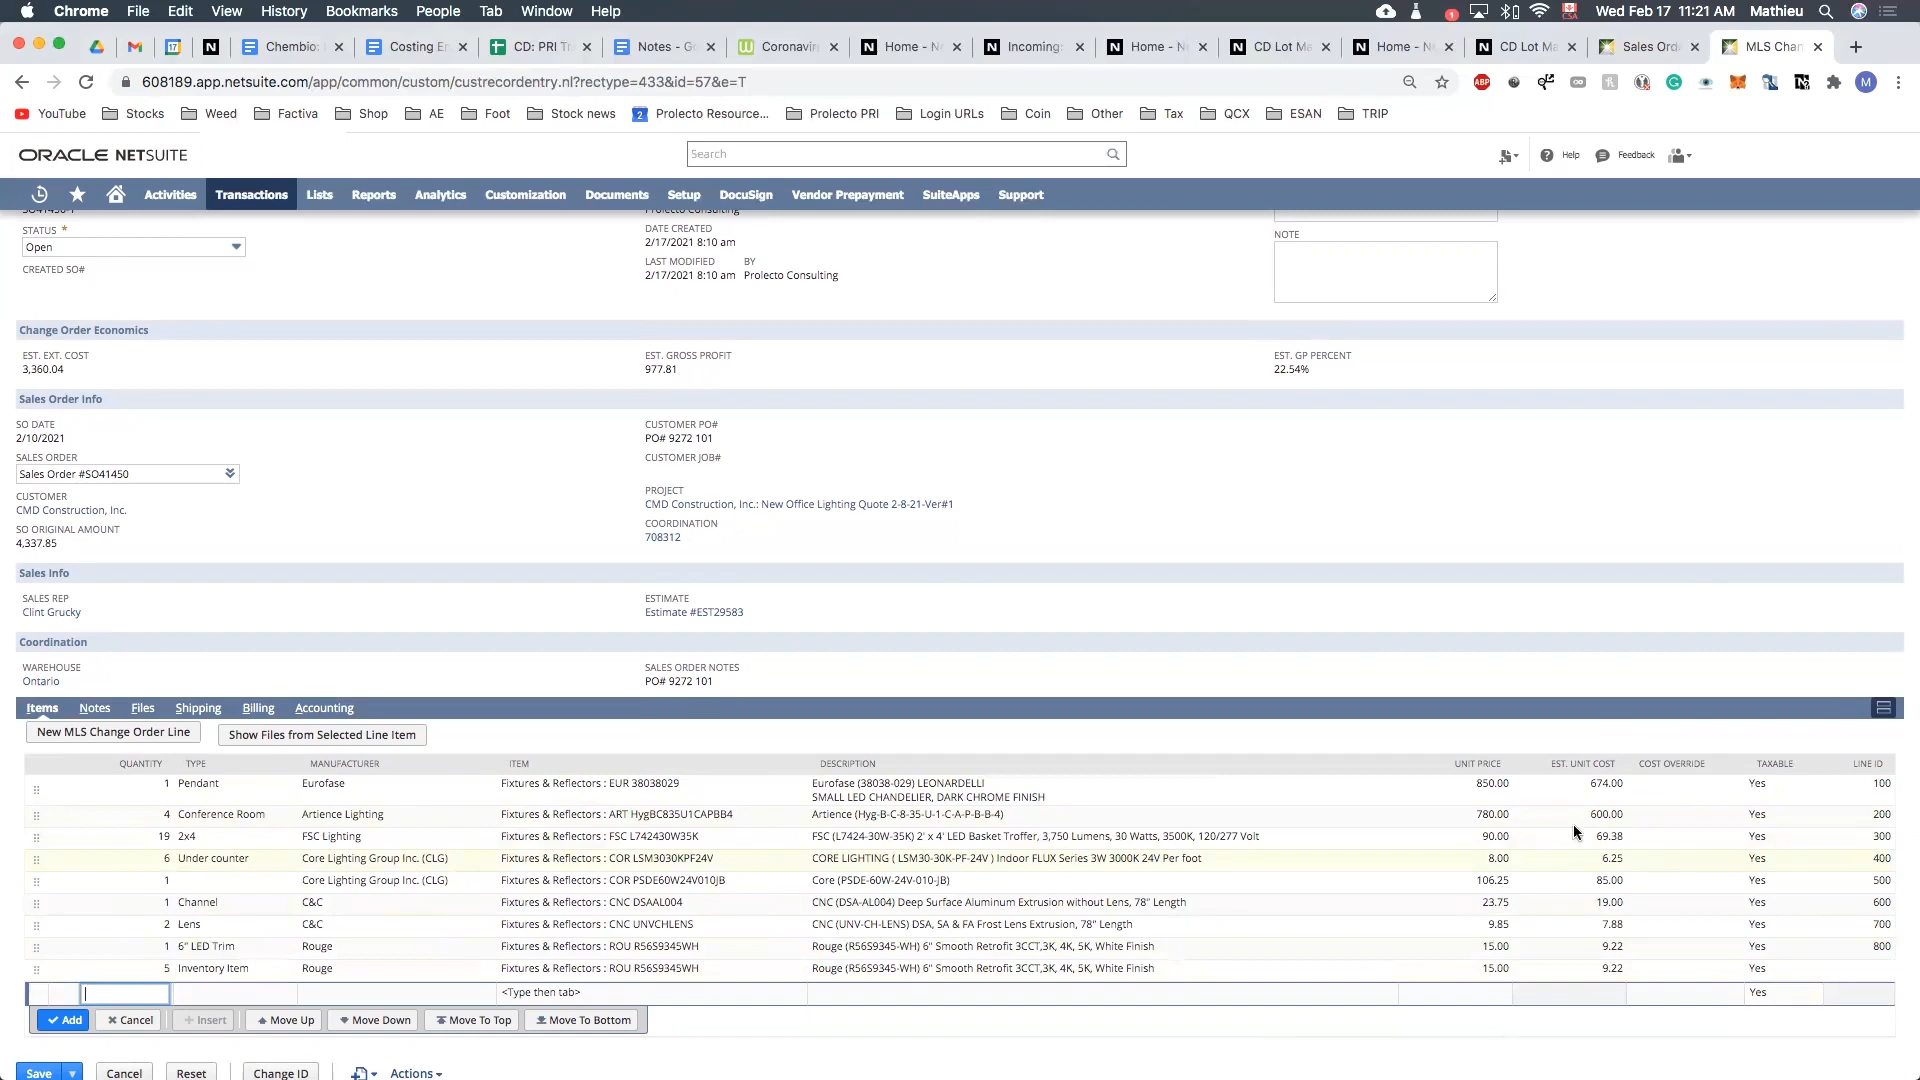 Chrome File Edit View History Bookmarks People Tab Window Help 1 Wed Feb 17 11:21 AM Mathieu
Chembio: Costing E CD: PRI Tr Notes - G Coronavir Home - N Incoming Home - N CD Lot Ma Home - N CD Lot Ma Sales Ord MLS Chan
608189.app.netsuite.com/app/common/custom/custrecordentry.nl?rectype=433&id=57&e=T
YouTube Stocks Weed Factiva Shop AE Foot Stock news Prolecto Resource... Prolecto PRI Login URLs Coin Other Tax QCX ESAN TRIP
ORACLE NETSUITE Search Help Feedback
Activities Transactions Lists Reports Analytics Customization Documents Setup DocuSign Vendor Prepayment SuiteApps Support
SO41450-1 Prolecto Consulting
STATUS * DATE CREATED NOTE
Open 2/17/2021 8:10 am
CREATED SO# LAST MODIFIED BY
2/17/2021 8:10 am Prolecto Consulting
Change Order Economics
EST. EXT. COST EST. GROSS PROFIT EST. GP PERCENT
3,360.04 977.81 22.54%
Sales Order Info
SO DATE CUSTOMER PO#
2/10/2021 PO# 9272 101
SALES ORDER CUSTOMER JOB#
Sales Order #SO41450
CUSTOMER PROJECT
CMD Construction, Inc. CMD Construction, Inc.: New Office Lighting Quote 2-8-21-Ver#1
SO ORIGINAL AMOUNT COORDINATION
4,337.85 708312
Sales Info
SALES REP ESTIMATE
Clint Grucky Estimate #EST29583
Coordination
WAREHOUSE SALES ORDER NOTES
Ontario PO# 9272 101
Items Notes Files Shipping Billing Accounting
New MLS Change Order Line Show Files from Selected Line Item
QUANTITY TYPE MANUFACTURER ITEM DESCRIPTION UNIT PRICE EST. UNIT COST COST OVERRIDE TAXABLE LINE ID
1 Pendant Eurofase Fixtures & Reflectors : EUR 38038029 Eurofase (38038-029) LEONARDELLI 850.00 674.00 Yes 100
SMALL LED CHANDELIER, DARK CHROME FINISH
4 Conference Room Artience Lighting Fixtures & Reflectors : ART HygBC835U1CAPBB4 Artience (Hyg-B-C-8-35-U-1-C-A-P-B-B-4) 780.00 600.00 Yes 200
19 2x4 FSC Lighting Fixtures & Reflectors : FSC L742430W35K FSC (L7424-30W-35K) 2' x 4' LED Basket Troffer, 3,750 Lumens, 30 Watts, 3500K, 120/277 Volt 90.00 69.38 Yes 300
6 Under counter Core Lighting Group Inc. (CLG) Fixtures & Reflectors : COR LSM3030KPF24V CORE LIGHTING ( LSM30-30K-PF-24V ) Indoor FLUX Series 3W 3000K 24V Per foot 8.00 6.25 Yes 400
1 Core Lighting Group Inc. (CLG) Fixtures & Reflectors : COR PSDE60W24V010JB Core (PSDE-60W-24V-010-JB) 106.25 85.00 Yes 500
1 Channel C&C Fixtures & Reflectors : CNC DSAAL004 CNC (DSA-AL004) Deep Surface Aluminum Extrusion without Lens, 78" Length 23.75 19.00 Yes 600
2 Lens C&C Fixtures & Reflectors : CNC UNVCHLENS CNC (UNV-CH-LENS) DSA, SA & FA Frost Lens Extrusion, 78" Length 9.85 7.88 Yes 700
1 6" LED Trim Rouge Fixtures & Reflectors : ROU R56S9345WH Rouge (R56S9345-WH) 6" Smooth Retrofit 3CCT,3K, 4K, 5K, White Finish 15.00 9.22 Yes 800
5 Inventory Item Rouge Fixtures & Reflectors : ROU R56S9345WH Rouge (R56S9345-WH) 6" Smooth Retrofit 3CCT,3K, 4K, 5K, White Finish 15.00 9.22 Yes
<Type then tab> Yes
Add Cancel Insert Move Up Move Down Move To Top Move To Bottom
Save Cancel Reset Change ID Actions